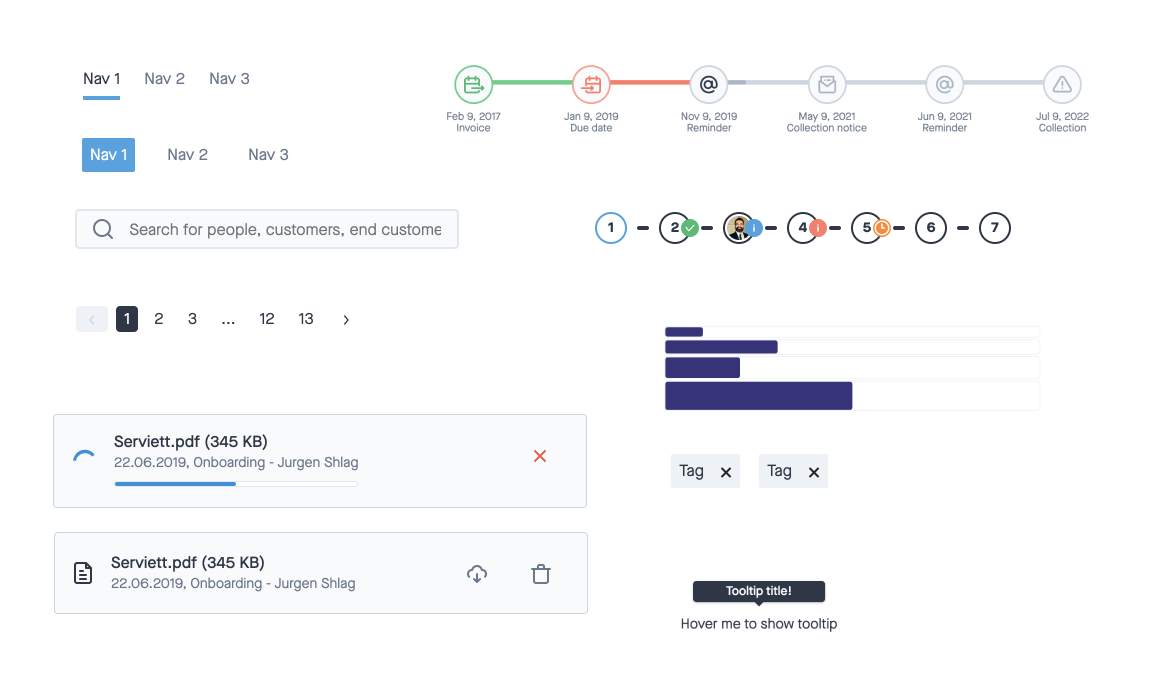 Nav 1 Nav 2 Nav 3
Feb 9, 2017
Invoice
Jan 9, 2019
Due date
Nov 9, 2019
Reminder
May 9, 2021
Collection notice
Jun 9, 2021
Reminder
Jul 9, 2022
Collection
Nav 1 Nav 2 Nav 3
Search for people, customers, end custome
1 2 i 4 i 5 6 7
1 2 3 ... 12 13
Serviett.pdf (345 KB)
22.06.2019, Onboarding - Jurgen Shlag
Tag Tag
Serviett.pdf (345 KB)
22.06.2019, Onboarding - Jurgen Shlag
Tooltip title!
Hover me to show tooltip